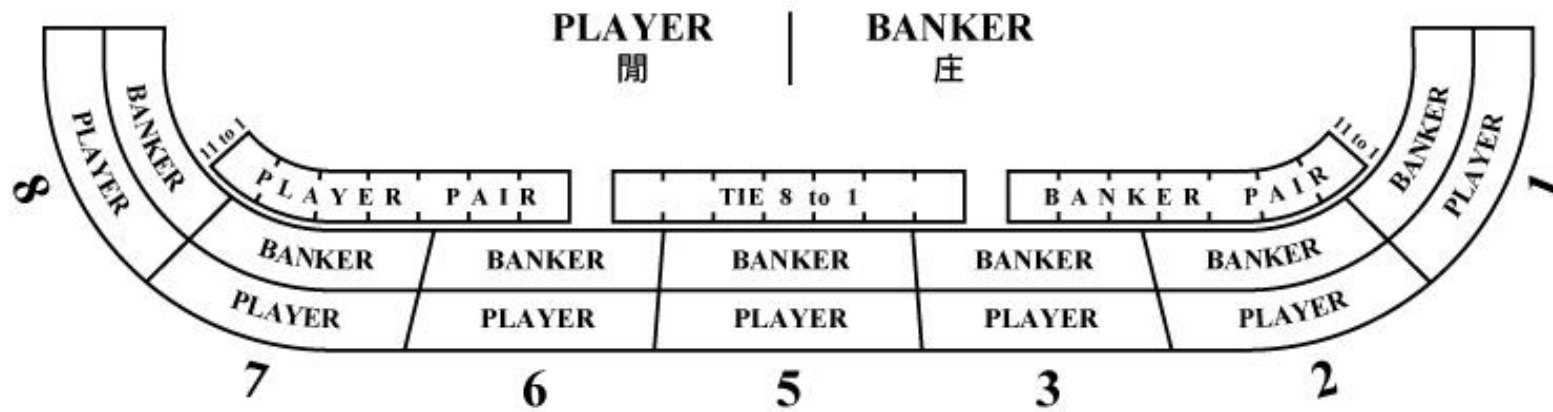 PLAYER
閒
BANKER
庄
11 to 1
PLAYER PAIR
TIE 8 to 1
BANKER PAIR
11 to 1
BANKER
BANKER
BANKER
BANKER
BANKER
BANKER
BANKER
PLAYER
PLAYER
PLAYER
PLAYER
PLAYER
PLAYER
PLAYER
8
7
6
5
3
2
1